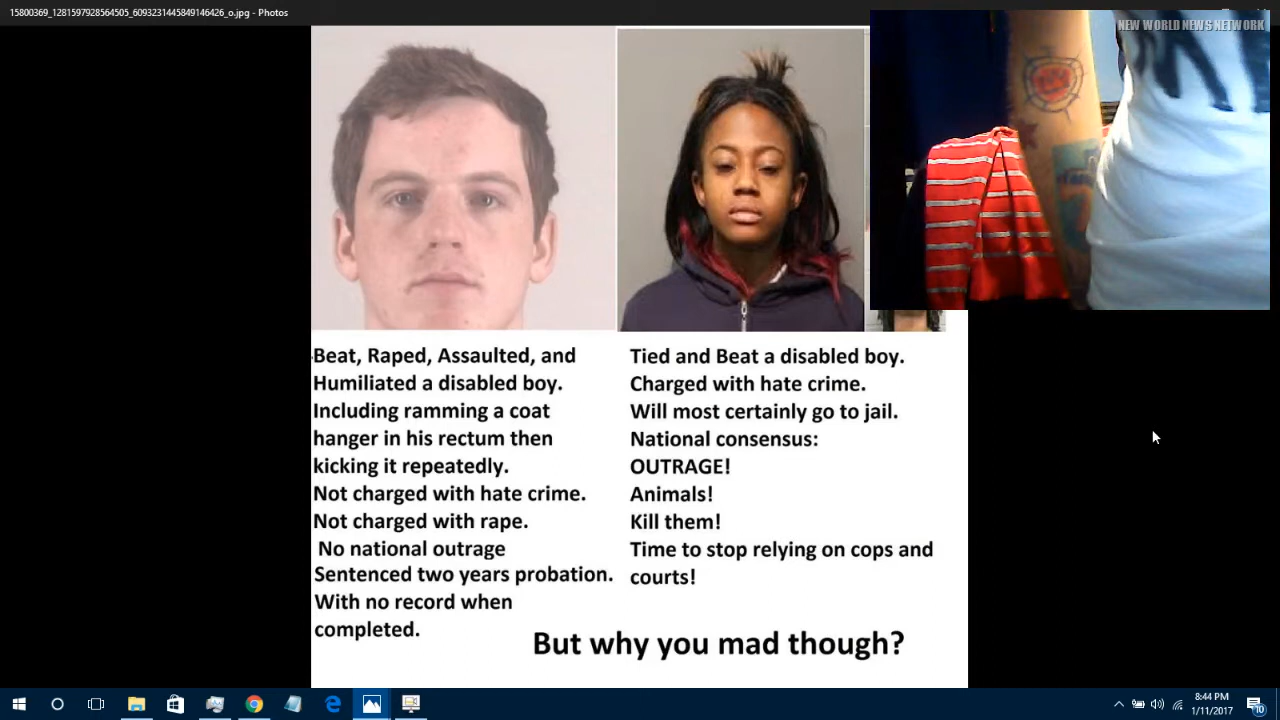 15800369_1281597928564505_6093231445849146426_o.jpg - Photos
NEW WORLD NEWS NETWORK
Beat, Raped, Assaulted, and
Humiliated a disabled boy.
Including ramming a coat
hanger in his rectum then
kicking it repeatedly.
Not charged with hate crime.
Not charged with rape.
No national outrage
Sentenced two years probation.
With no record when
completed.
Tied and Beat a disabled boy.
Charged with hate crime.
Will most certainly go to jail.
National consensus:
OUTRAGE!
Animals!
Kill them!
Time to stop relying on cops and
courts!
But why you mad though?
8:44 PM
1/11/2017
10